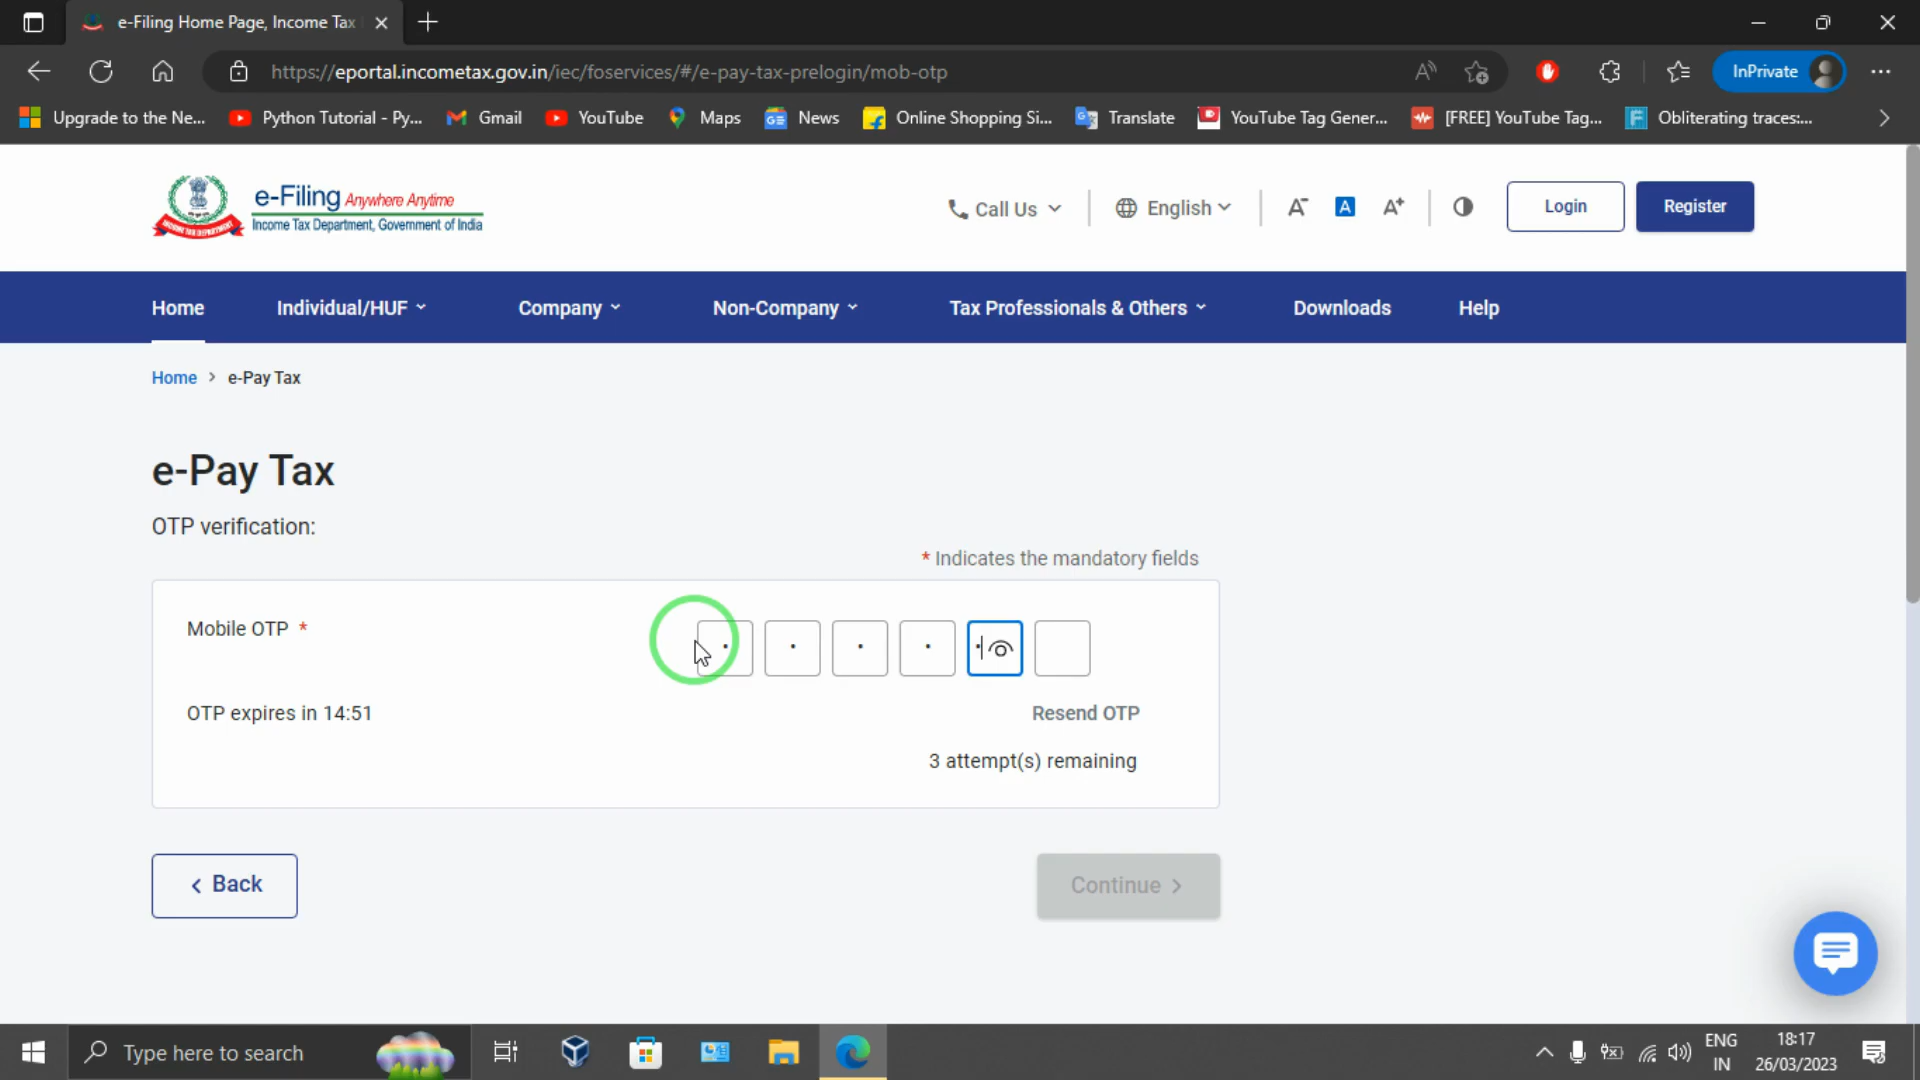 e-Filing Home Page, Income Tax
https://eportal.incometax.gov.in/iec/foservices/#/e-pay-tax-prelogin/mob-otp
InPrivate
Upgrade to the Ne...
Python Tutorial - Py...
Gmail
YouTube
Maps
News
Online Shopping Si...
Translate
YouTube Tag Gener...
[FREE] YouTube Tag...
Obliterating traces:...
e-Filing Anywhere Anytime
Income Tax Department, Government of India
Call Us
English
A-
A
A+
Login
Register
Home
Individual/HUF
Company
Non-Company
Tax Professionals & Others
Downloads
Help
Home > e-Pay Tax
e-Pay Tax
OTP verification:
* Indicates the mandatory fields
Mobile OTP *
OTP expires in 14:51
Resend OTP
3 attempt(s) remaining
< Back
Continue >
Type here to search
ENG
IN
18:17
26/03/2023